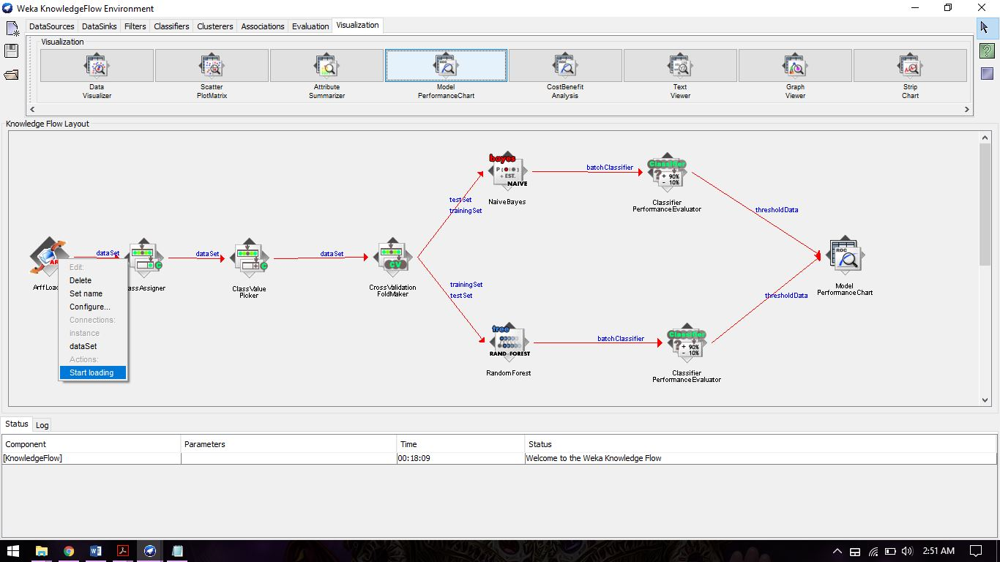 Weka KnowledgeFlow Environment
DataSources DataSinks Filters Classifiers Clusterers Associations Evaluation Visualization
Visualization
Data Visualizer
Scatter PlotMatrix
Attribute Summarizer
Model PerformanceChart
CostBenefit Analysis
Text Viewer
Graph Viewer
Strip Chart
Knowledge Flow Layout
bayes
+ EST.
NAIVE
NaiveBayes
batchClassifier
Classifier
+ 90%
- 10%
Classifier
PerformanceEvaluator
testSet
trainingSet
thresholdData
dataSet
dataSet
dataSet
CV
ROC
ClassValue
Picker
CrossValidation
FoldMaker
Model
PerformanceChart
Edit:
Delete
Set name
Configure...
Connections:
instance
dataSet
Actions:
Start loading
trainingSet
testSet
thresholdData
tree
RAND FOREST
RandomForest
batchClassifier
Classifier
+ 90%
- 10%
Classifier
PerformanceEvaluator
Status Log
Component Parameters Time Status
[KnowledgeFlow] 00:18:09 Welcome to the Weka Knowledge Flow
2:51 AM